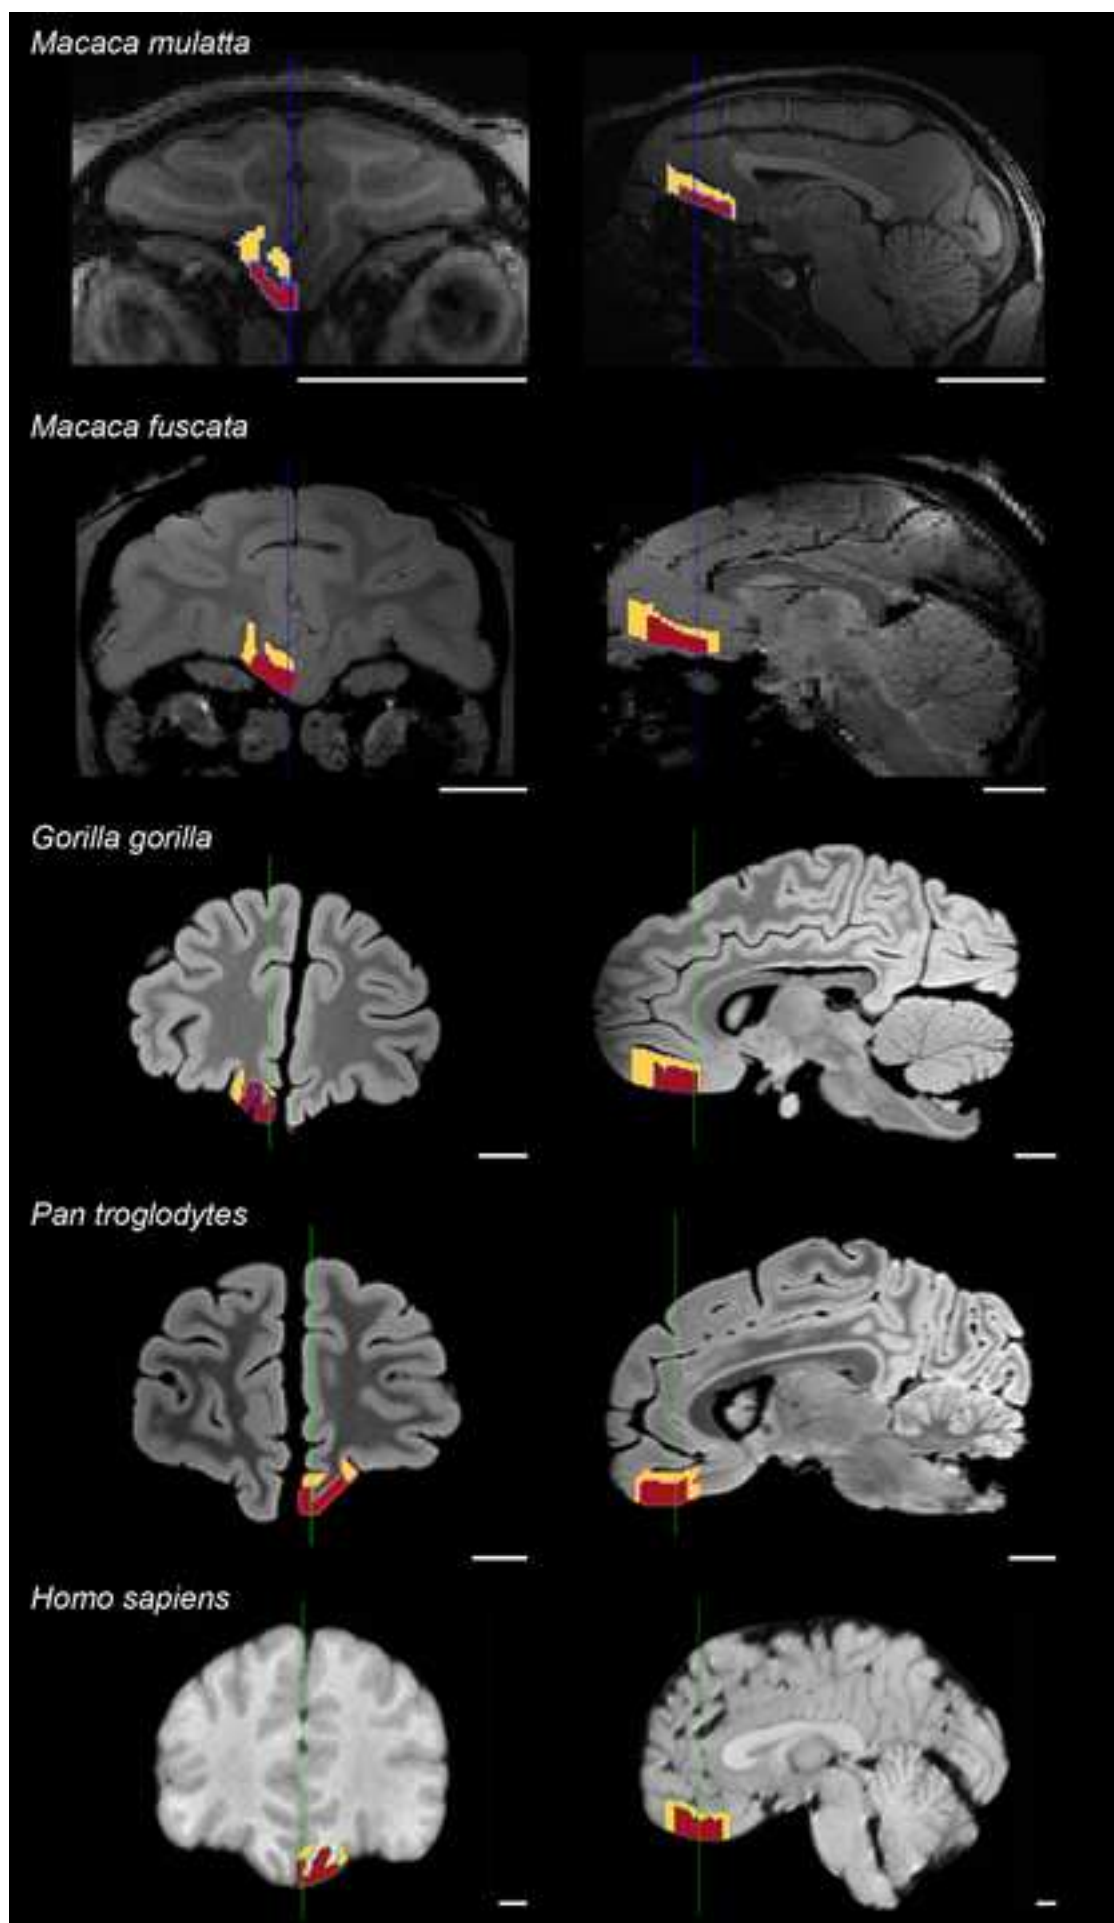 Macaca mulatta
Macaca fuscata
Gorilla gorilla
Pan troglodytes
Homo sapiens